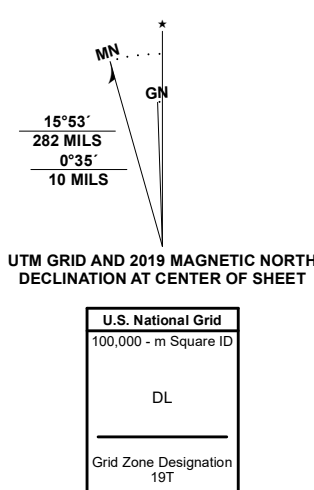 ★
MN
GN
15°53´
282 MILS
0°35´
10 MILS
UTM GRID AND 2019 MAGNETIC NORTH
DECLINATION AT CENTER OF SHEET
U.S. National Grid
100,000 - m Square ID
DL
Grid Zone Designation
19T